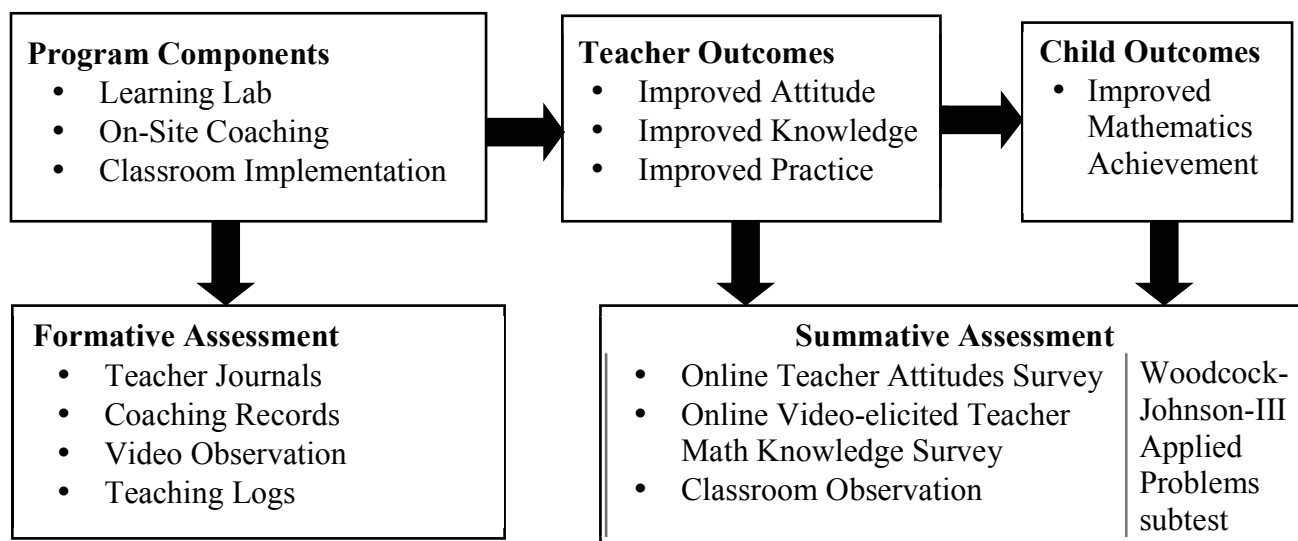 Program Components
• Learning Lab
• On-Site Coaching
• Classroom Implementation
Teacher Outcomes
• Improved Attitude
• Improved Knowledge
• Improved Practice
Child Outcomes
• Improved
Mathematics
Achievement
Formative Assessment
• Teacher Journals
• Coaching Records
• Video Observation
• Teaching Logs
Summative Assessment
• Online Teacher Attitudes Survey
• Online Video-elicited Teacher
Math Knowledge Survey
• Classroom Observation
Woodcock-
Johnson-III
Applied
Problems
subtest